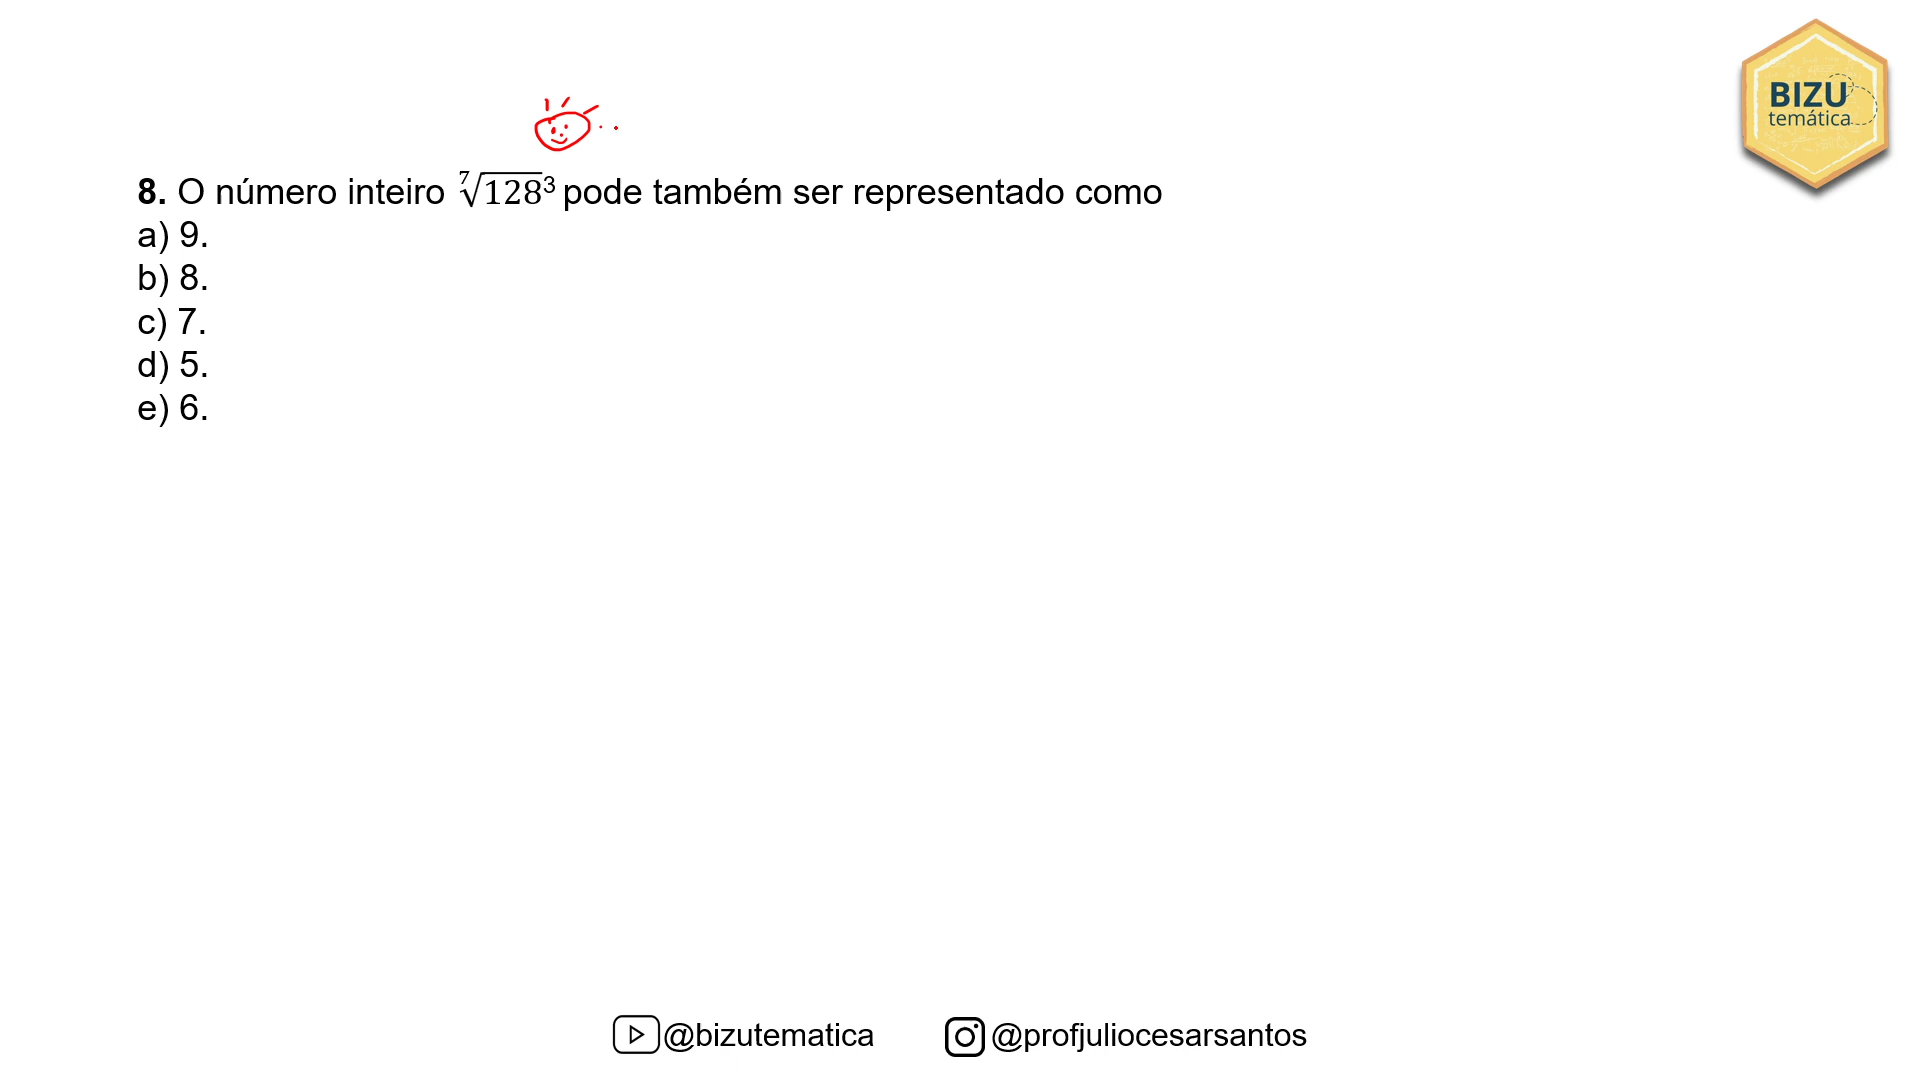 BIZU
temática
8. O número inteiro ⁷√128³ pode também ser representado como
a) 9.
b) 8.
c) 7.
d) 5.
e) 6.
@bizutematica
@profjuliocesarsantos